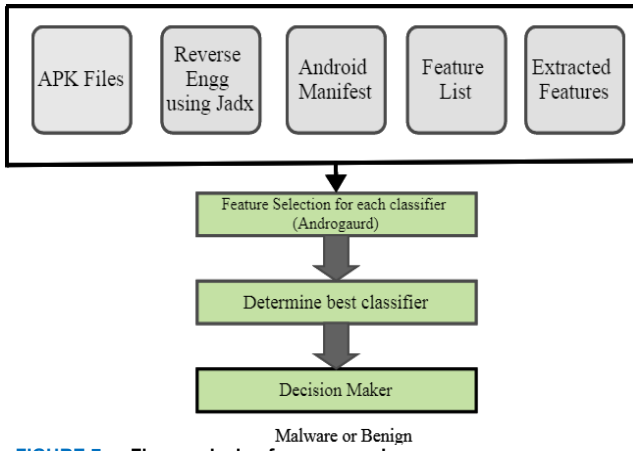 APK Files
Reverse
Engg
using Jadx
Android
Manifest
Feature
List
Extracted
Features
Feature Selection for each classifier
(Androgaurd)
Determine best classifier
Decision Maker
Malware or Benign